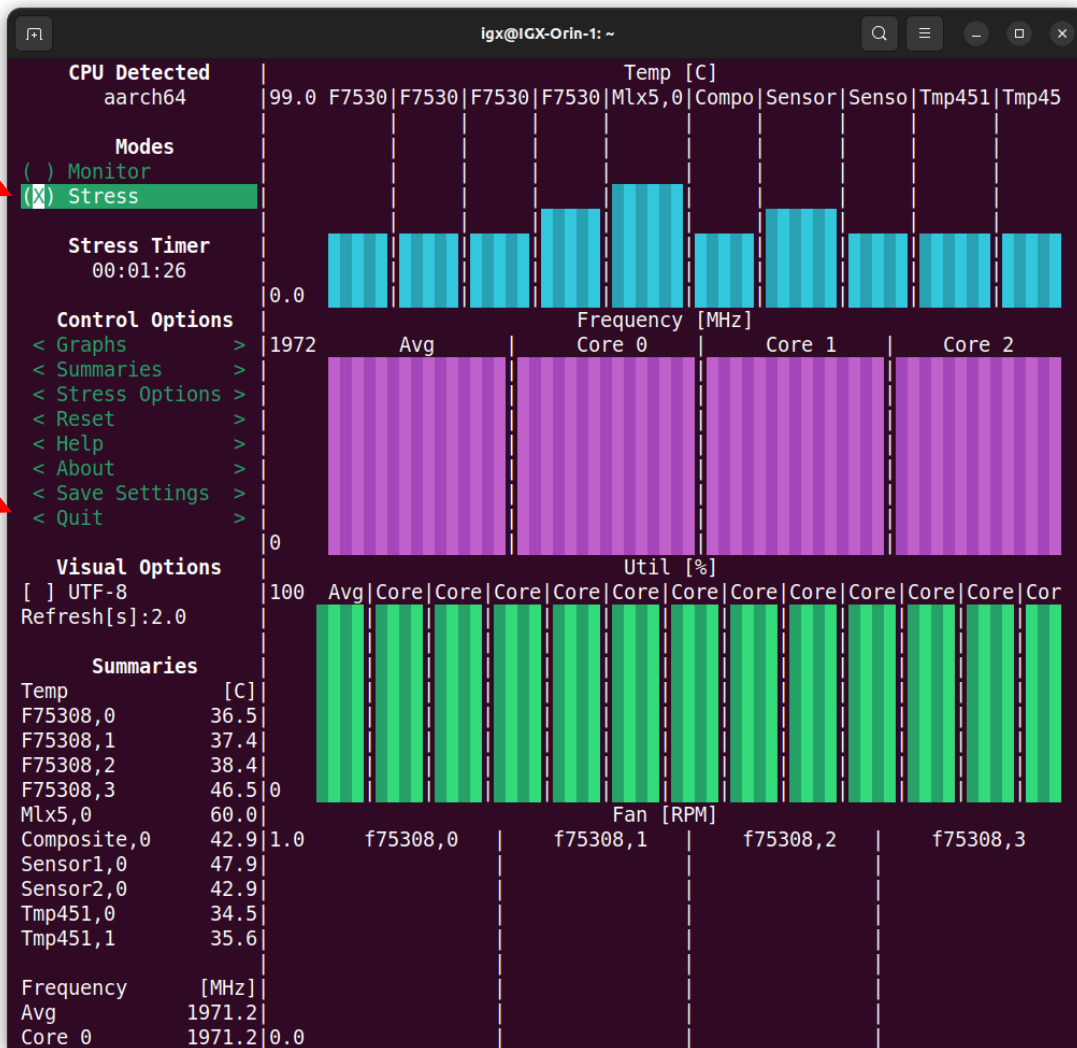 igx@IGX-Orin-1: ~
CPU Detected
aarch64
Modes
( ) Monitor
(X) Stress
Stress Timer
00:01:26
Control Options
< Graphs >
< Summaries >
< Stress Options >
< Reset >
< Help >
< About >
< Save Settings >
< Quit >
Visual Options
[ ] UTF-8
Refresh[s]:2.0
Summaries
Temp [C]
F75308,0 36.5
F75308,1 37.4
F75308,2 38.4
F75308,3 46.5
Mlx5,0 60.0
Composite,0 42.9
Sensor1,0 47.9
Sensor2,0 42.9
Tmp451,0 34.5
Tmp451,1 35.6
Frequency [MHz]
Avg 1971.2
Core 0 1971.2
Temp [C]
99.0 F7530|F7530|F7530|F7530|Mlx5,0|Compo|Sensor|Senso|Tmp451|Tmp45
0.0
Frequency [MHz]
1972 Avg | Core 0 | Core 1 | Core 2
0
Util [%]
100 Avg|Core|Core|Core|Core|Core|Core|Core|Core|Core|Core|Core|Cor
0
Fan [RPM]
1.0 f75308,0 | f75308,1 | f75308,2 | f75308,3
0.0